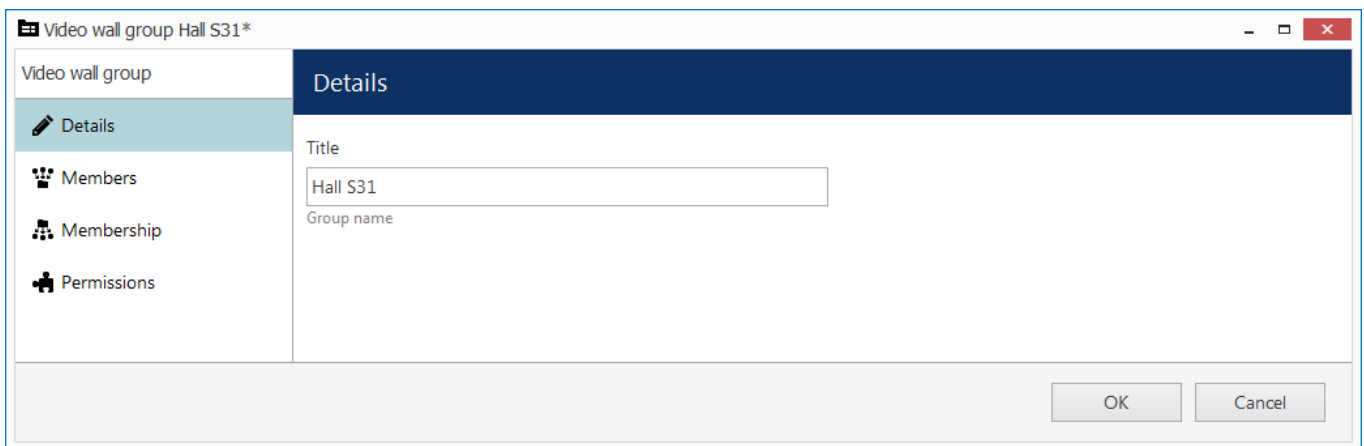 Video wall group Hall S31*
Video wall group
Details
Members
Membership
Permissions
Details
Title
Hall S31
Group name
OK
Cancel